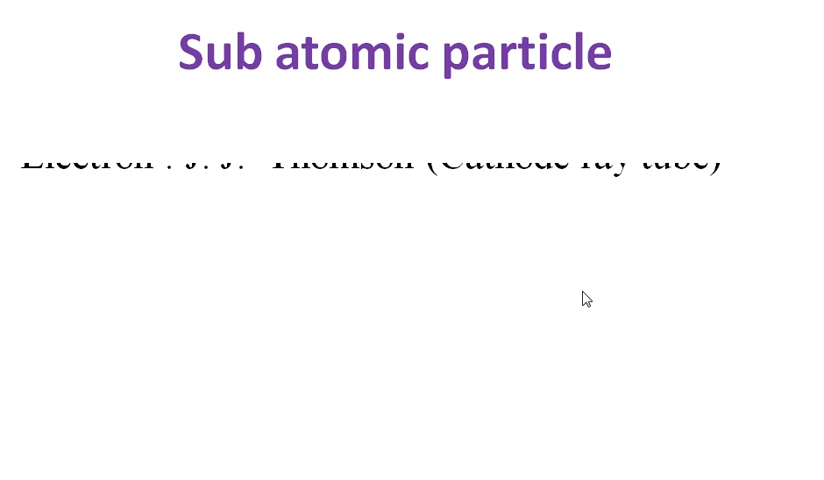 Sub atomic particle
Electron : J. J. Thomson (Cathode ray tube)